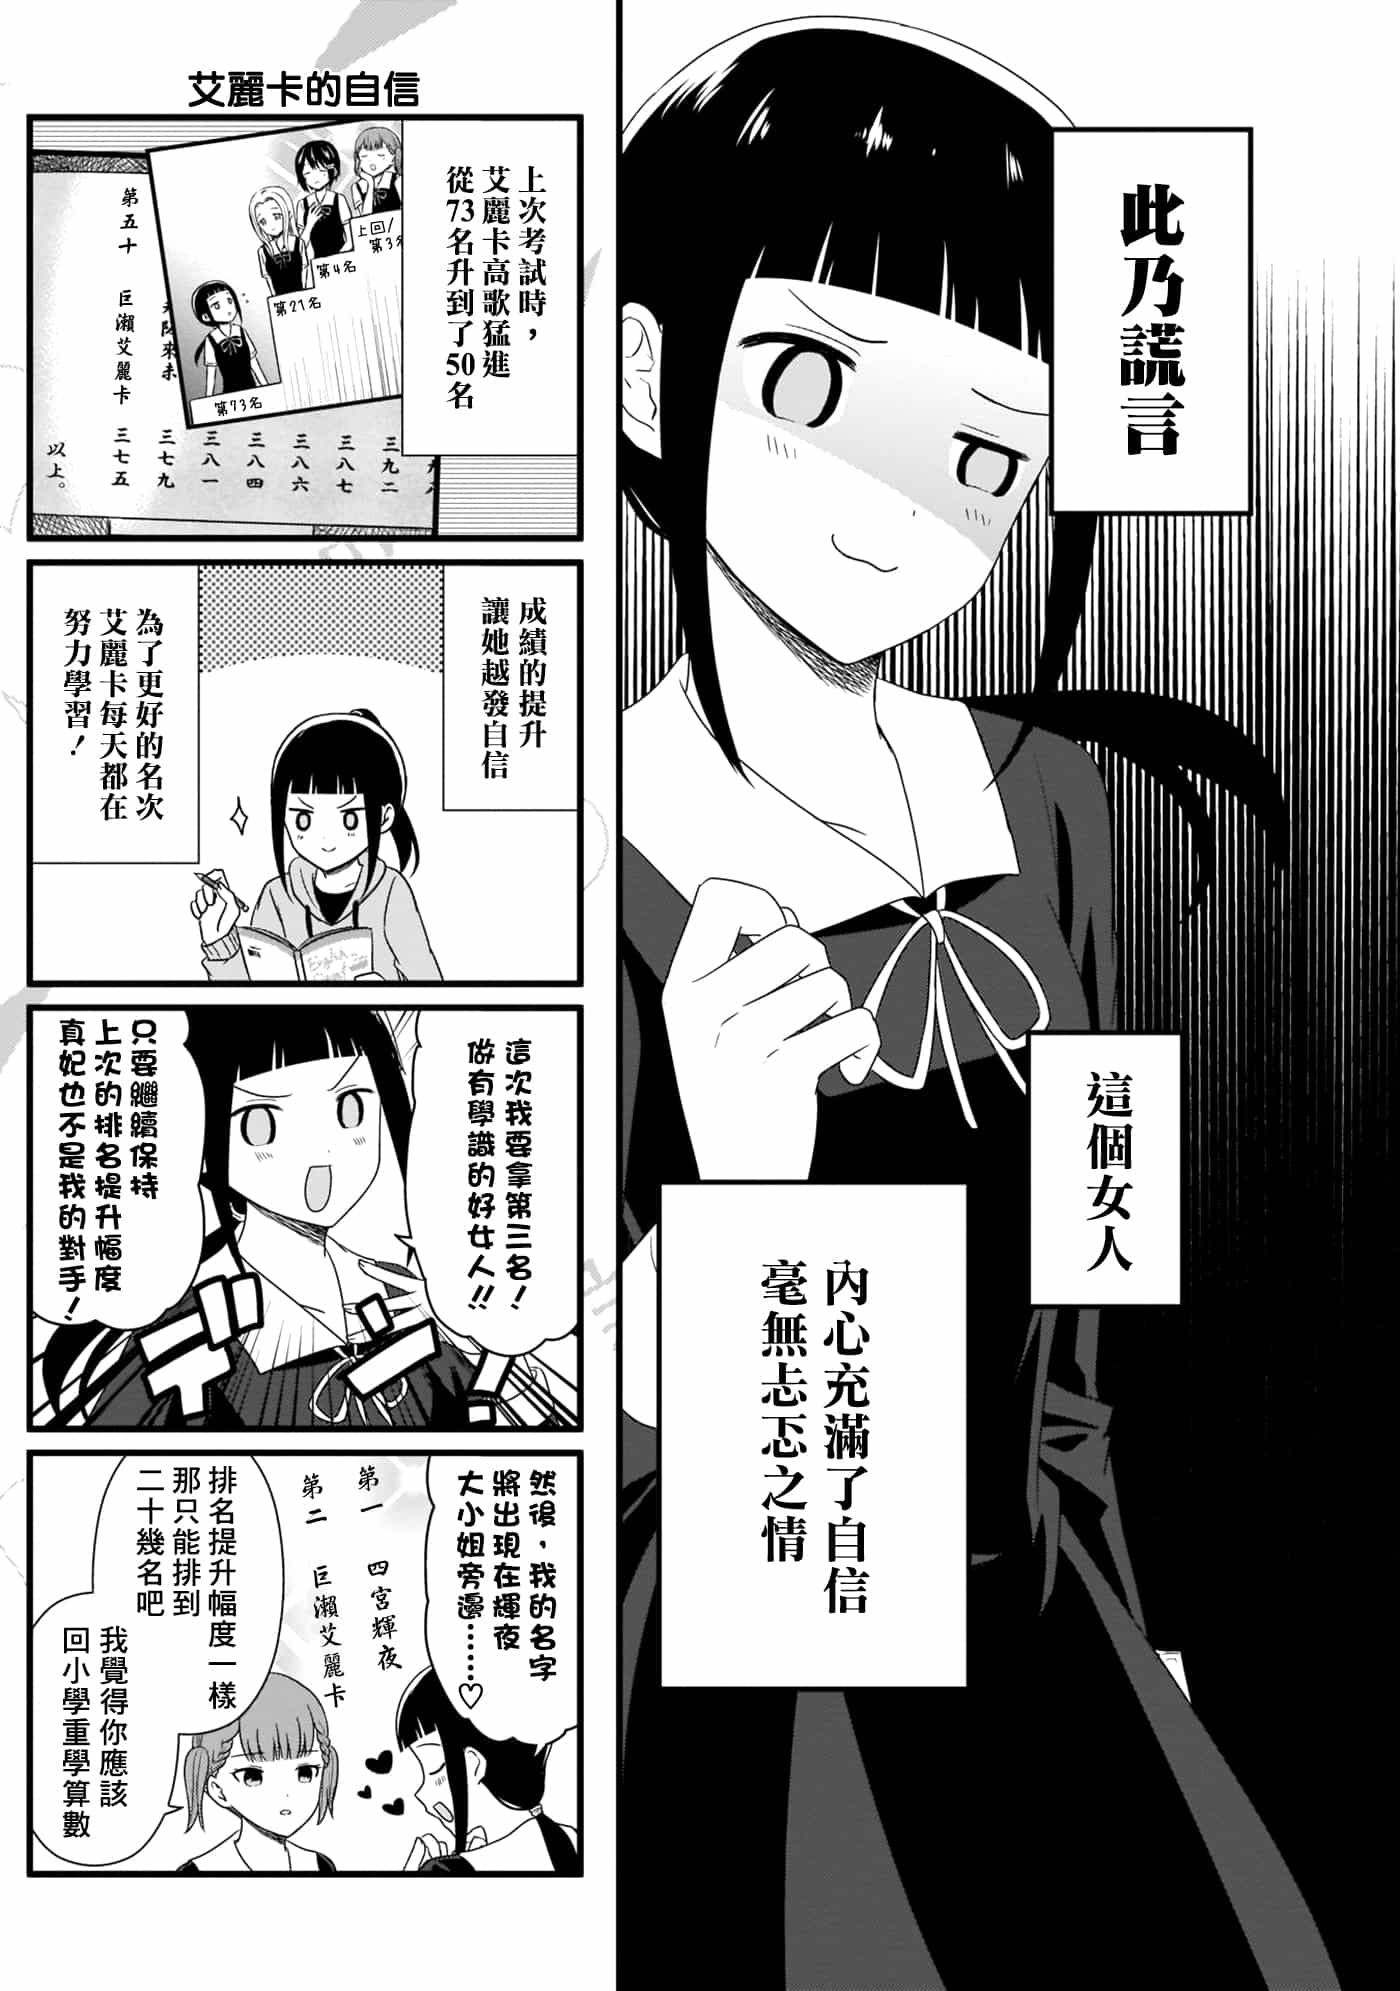 此乃謊言
這個女人
內心充滿了自信
毫無忐忑之情
艾麗卡的自信
上次考試時，
艾麗卡高歌猛進
從73名升到了50名
上回/
第3名
第4名
第21名
第73名
三九二
三八七
三八六
三八四
三八一
三七九
第五十 巨瀨艾麗卡 三七五
以上。
成績的提升
讓她越發自信
為了更好的名次
艾麗卡每天都在
努力學習！
English
這次我要拿第三名！
做有學識的好女人！！
只要繼續保持
上次的排名提升幅度
真妃也不是我的對手！
然後，我的名字
將出現在輝夜
大小姐旁邊……♡
第一 四宮輝夜
第二 巨瀨艾麗卡
排名提升幅度一樣
那只能排到
二十幾名吧
我覺得你應該
回小學重學算數